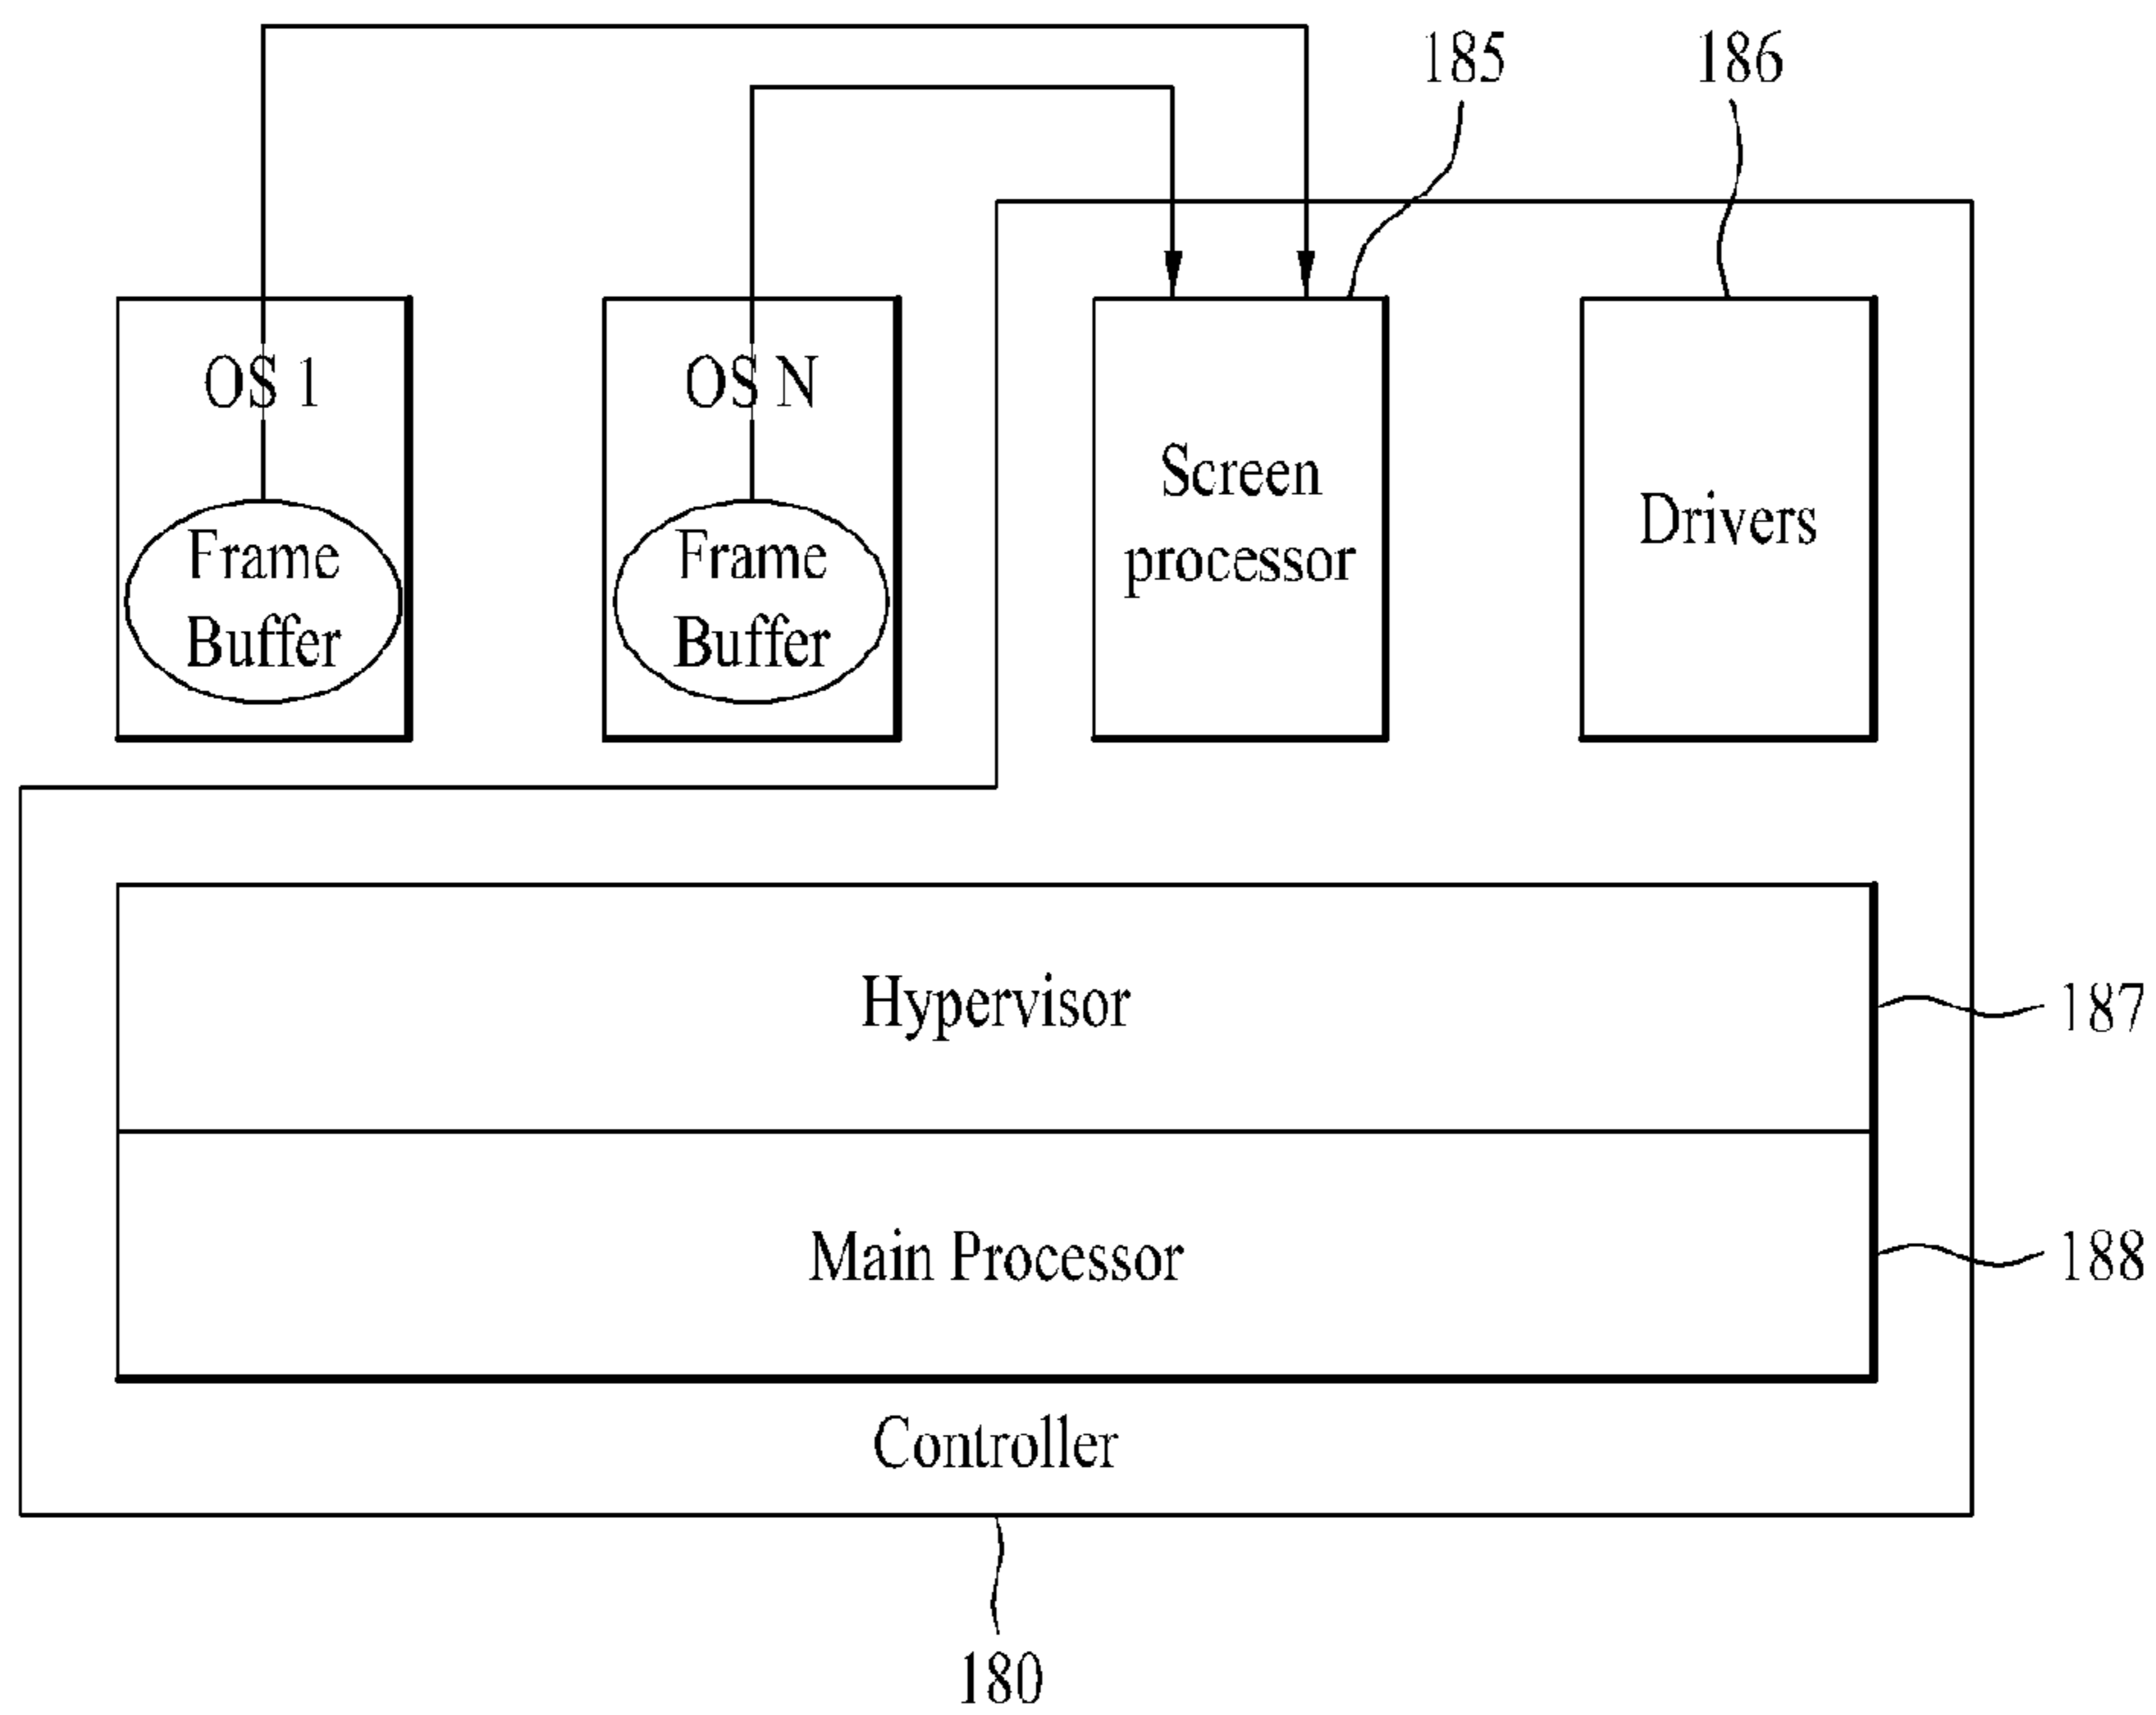 185
186
OS 1
OS N
Frame
Buffer
Frame
Buffer
Screen
processor
Drivers
Hypervisor
187
Main Processor
188
Controller
180